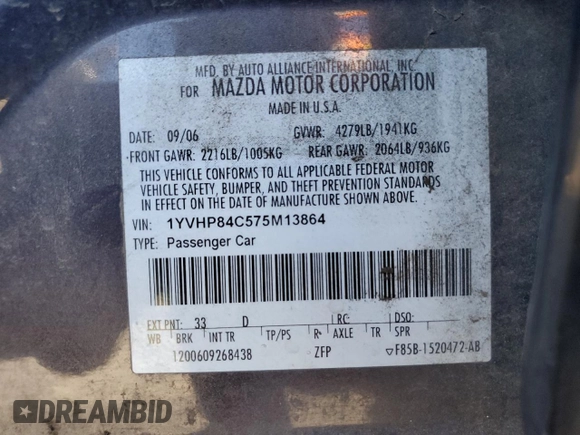 MFD. BY AUTO ALLIANCE INTERNATIONAL, INC.
FOR MAZDA MOTOR CORPORATION
MADE IN U.S.A.
DATE: 09/06 GVWR: 4279LB/1941KG
FRONT GAWR: 2216LB/1005KG REAR GAWR: 2064LB/936KG
THIS VEHICLE CONFORMS TO ALL APPLICABLE FEDERAL MOTOR
VEHICLE SAFETY, BUMPER, AND THEFT PREVENTION STANDARDS
IN EFFECT ON THE DATE OF MANUFACTURE SHOWN ABOVE.
VIN: 1YVHP84C575M13864
TYPE: Passenger Car
EXT PNT: 33 D RC: DSO:
WB BRK INT TR TP/PS R AXLE TR SPR
1200609268438 ZFP ▽F85B-1520472-AB
DREAMBID